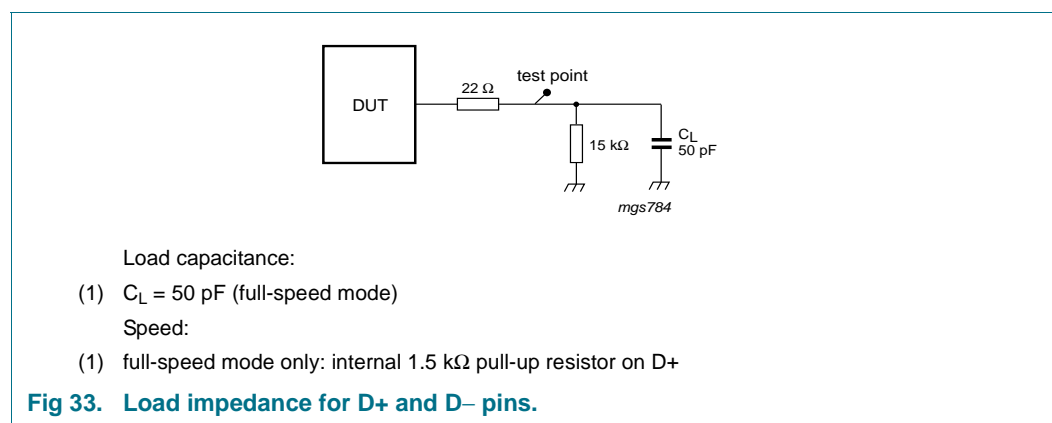 test point
22 Ω
DUT
15 kΩ
CL
50 pF
mgs784
Load capacitance:
(1) CL = 50 pF (full-speed mode)
Speed:
(1) full-speed mode only: internal 1.5 kΩ pull-up resistor on D+
Fig 33. Load impedance for D+ and D− pins.